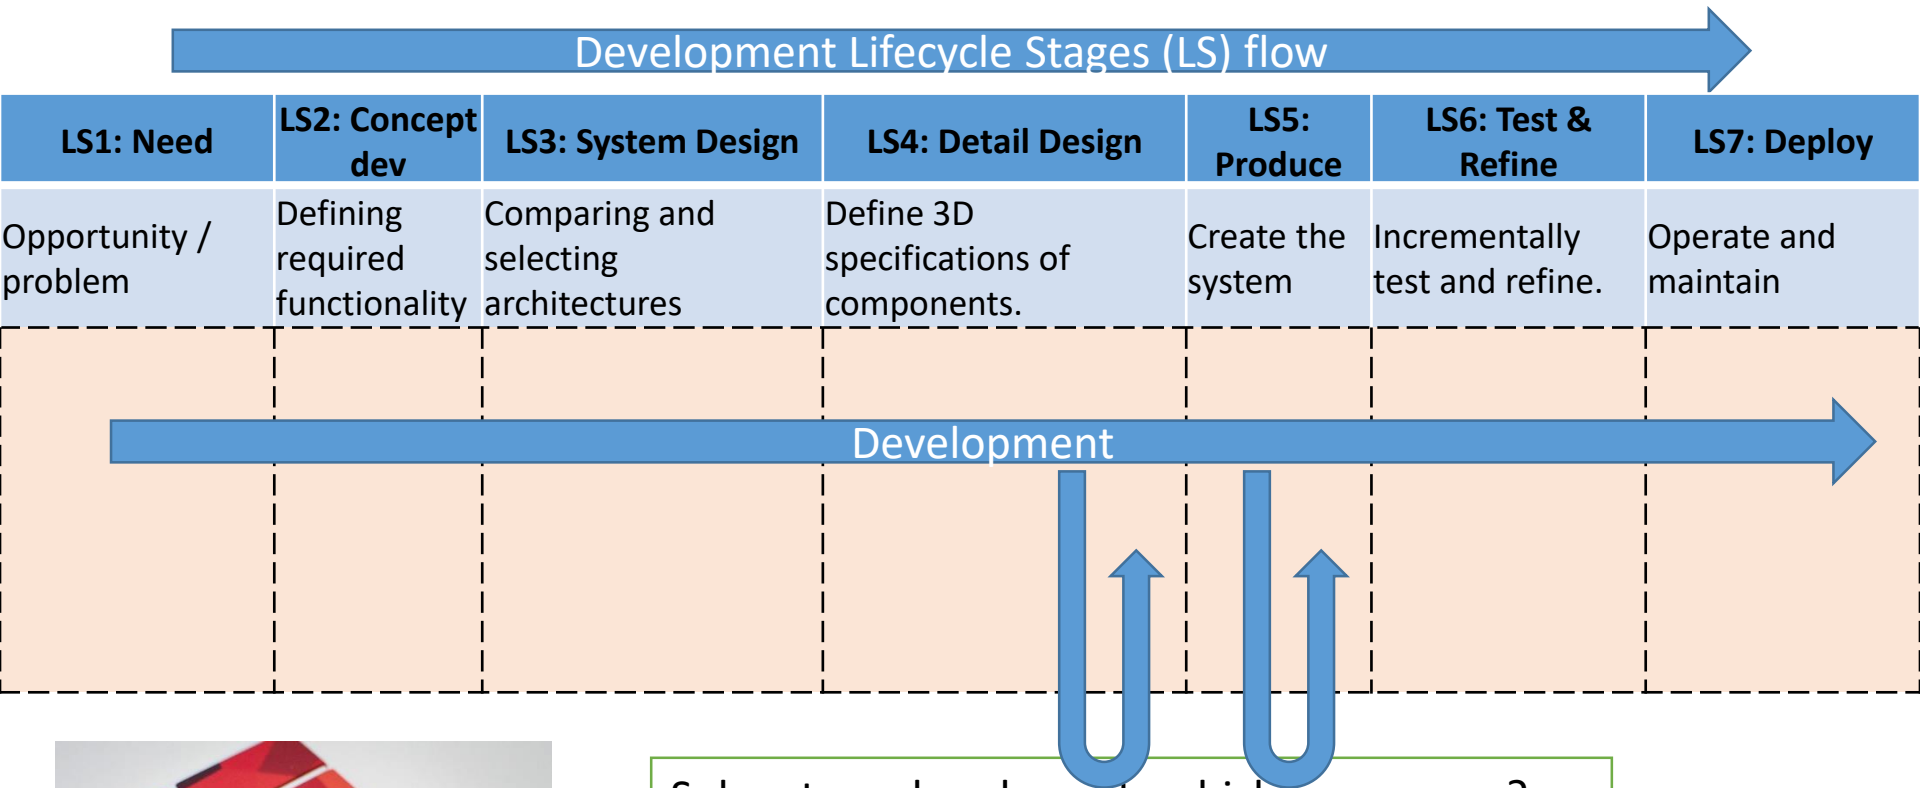 Development Lifecycle Stages (LS) flow
LS1: Need
LS2: Concept
dev
LS3: System Design
LS4: Detail Design
LS5:
Produce
LS6: Test &
Refine
LS7: Deploy
Opportunity /
problem
Defining
required
functionality
Comparing and
selecting
architectures
Define 3D
specifications of
components.
Create the
system
Incrementally
test and refine.
Operate and
maintain
Development